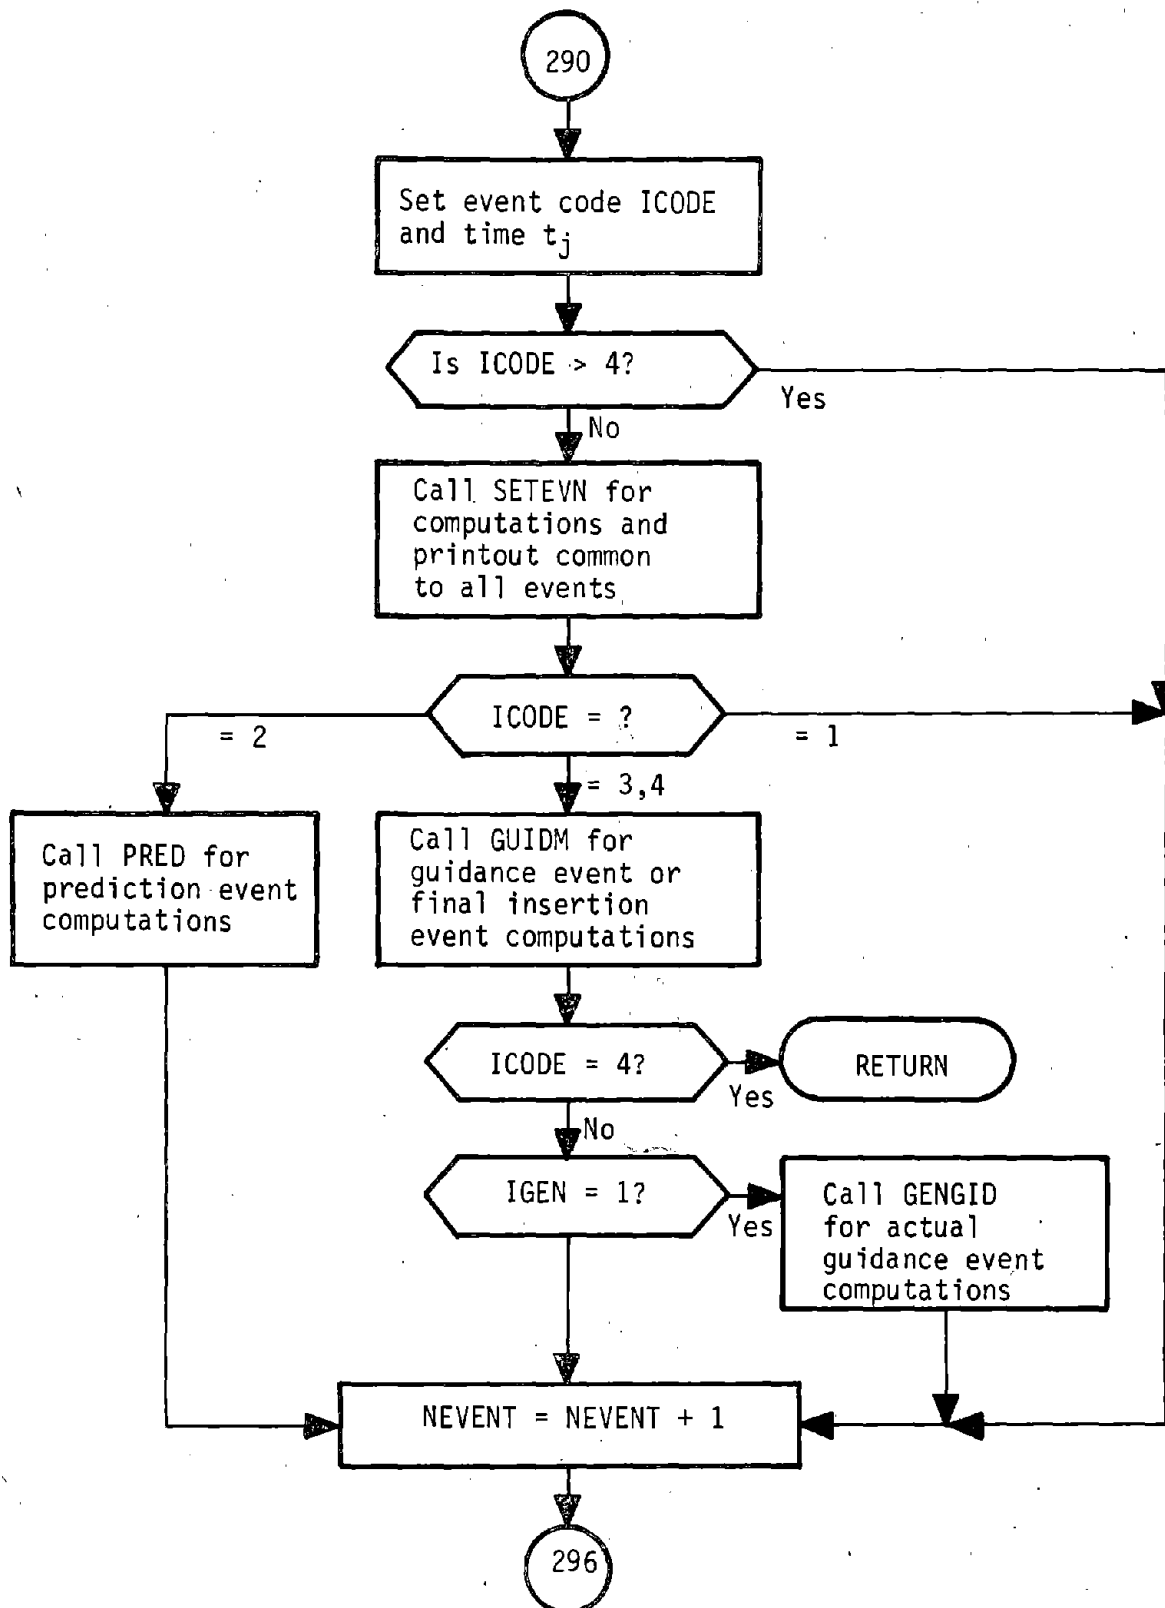 290
Set event code ICODE
and time tj
Is ICODE > 4?
Yes
No
Call SETEVN for
computations and
printout common
to all events
ICODE = ?
= 2
= 1
= 3,4
Call PRED for
prediction event
computations
Call GUIDM for
guidance event or
final insertion
event computations
ICODE = 4?
Yes
RETURN
No
IGEN = 1?
Yes
Call GENGID
for actual
guidance event
computations
NEVENT = NEVENT + 1
296